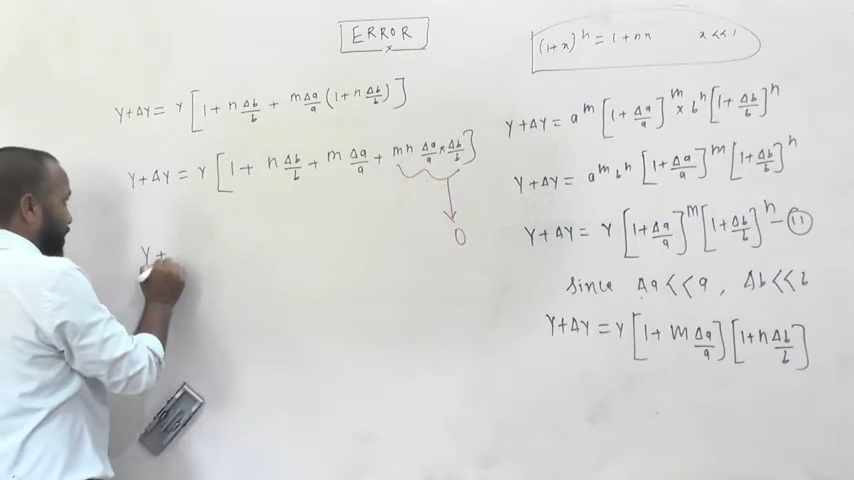 ERROR
x
(1+x)^n = 1+nx x<<1
Y+ΔY = Y [1+ n Δb/b + m Δa/a (1+ n Δb/b)]
Y+ΔY = Y [1+ n Δb/b + m Δa/a + mn Δa/a × Δb/b]
0
Y+
Y+ΔY = a^m [1+ Δa/a]^m × b^n [1+ Δb/b]^n
Y+ΔY = a^m b^n [1+ Δa/a]^m [1+ Δb/b]^n
Y+ΔY = Y [1+ Δa/a]^m [1+ Δb/b]^n — (11)
Since Δa<<a, Δb<<b
Y+ΔY = Y [1+ m Δa/a] [1+ n Δb/b]